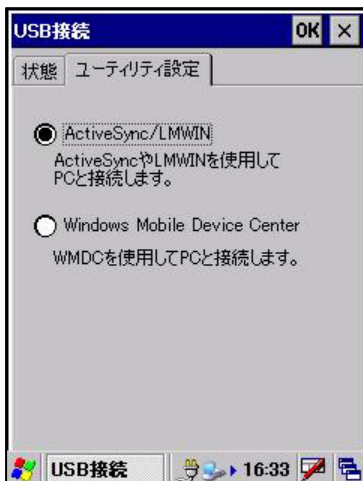 USB接続 OK ×
状態 ユーティリティ設定
ActiveSync/LMWIN
ActiveSyncやLMWINを使用して
PCと接続します。
Windows Mobile Device Center
WMDCを使用してPCと接続します。
USB接続 16:33